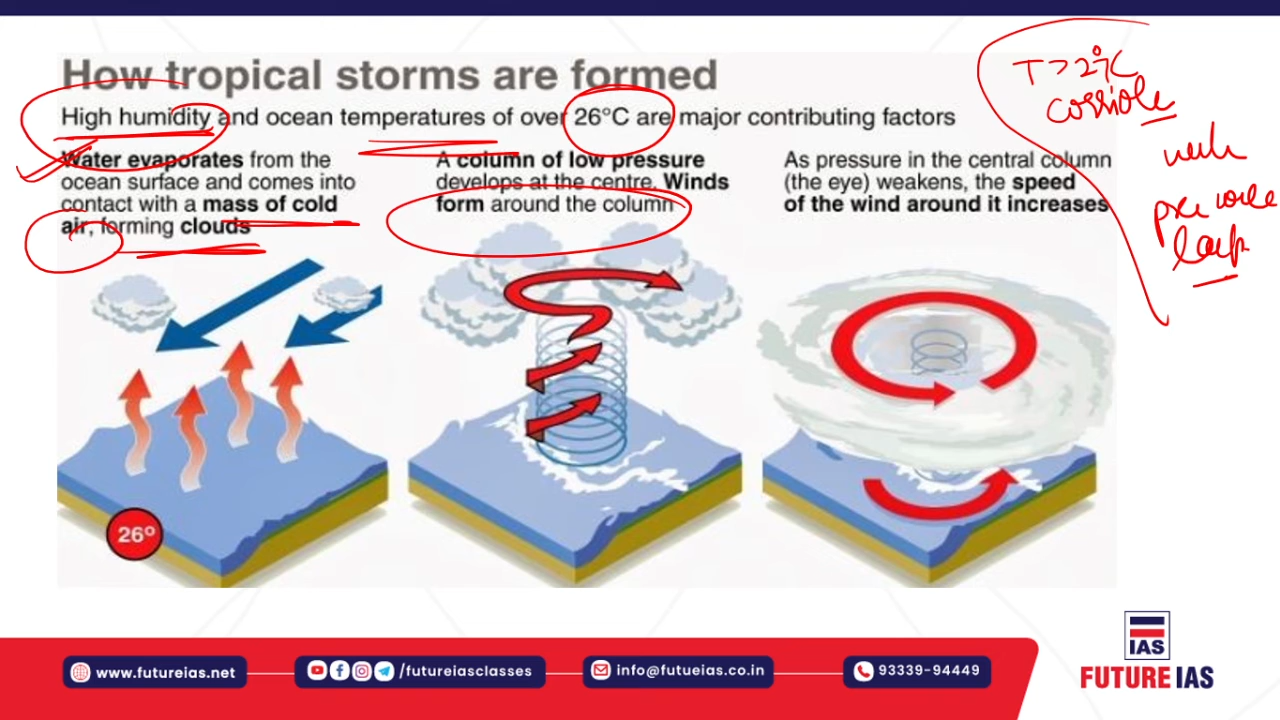 How tropical storms are formed
High humidity and ocean temperatures of over 26°C are major contributing factors
Water evaporates from the
ocean surface and comes into
contact with a mass of cold
air, forming clouds
A column of low pressure
develops at the centre. Winds
form around the column
As pressure in the central column
(the eye) weakens, the speed
of the wind around it increases
26°
IAS
FUTURE IAS
www.futureias.net
/futureiasclasses
info@futueias.co.in
93339-94449